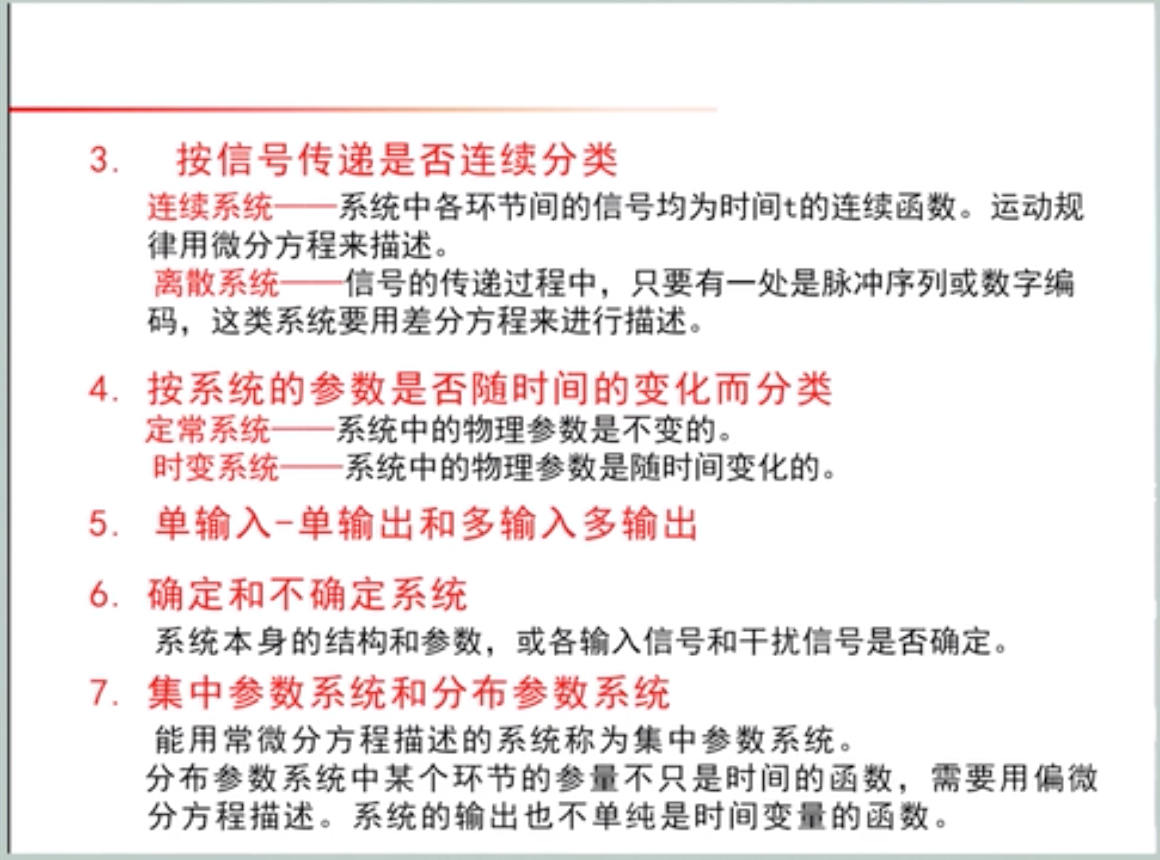 3. 按信号传递是否连续分类
连续系统——系统中各环节间的信号均为时间t的连续函数。运动规
律用微分方程来描述。
离散系统——信号的传递过程中，只要有一处是脉冲序列或数字编
码，这类系统要用差分方程来进行描述。
4. 按系统的参数是否随时间的变化而分类
定常系统——系统中的物理参数是不变的。
时变系统——系统中的物理参数是随时间变化的。
5. 单输入-单输出和多输入多输出
6. 确定和不确定系统
系统本身的结构和参数，或各输入信号和干扰信号是否确定。
7. 集中参数系统和分布参数系统
能用常微分方程描述的系统称为集中参数系统。
分布参数系统中某个环节的参量不只是时间的函数，需要用偏微
分方程描述。系统的输出也不单纯是时间变量的函数。